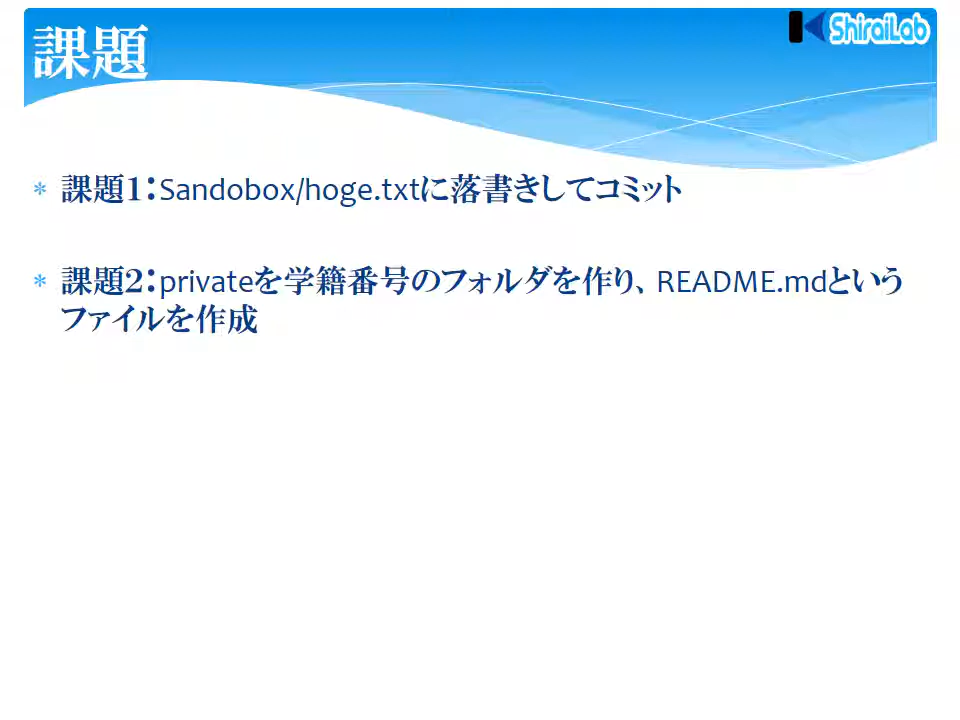 課題
ShiraiLab
* 課題1：Sandobox/hoge.txtに落書きしてコミット
* 課題2：privateを学籍番号のフォルダを作り、README.mdという
ファイルを作成